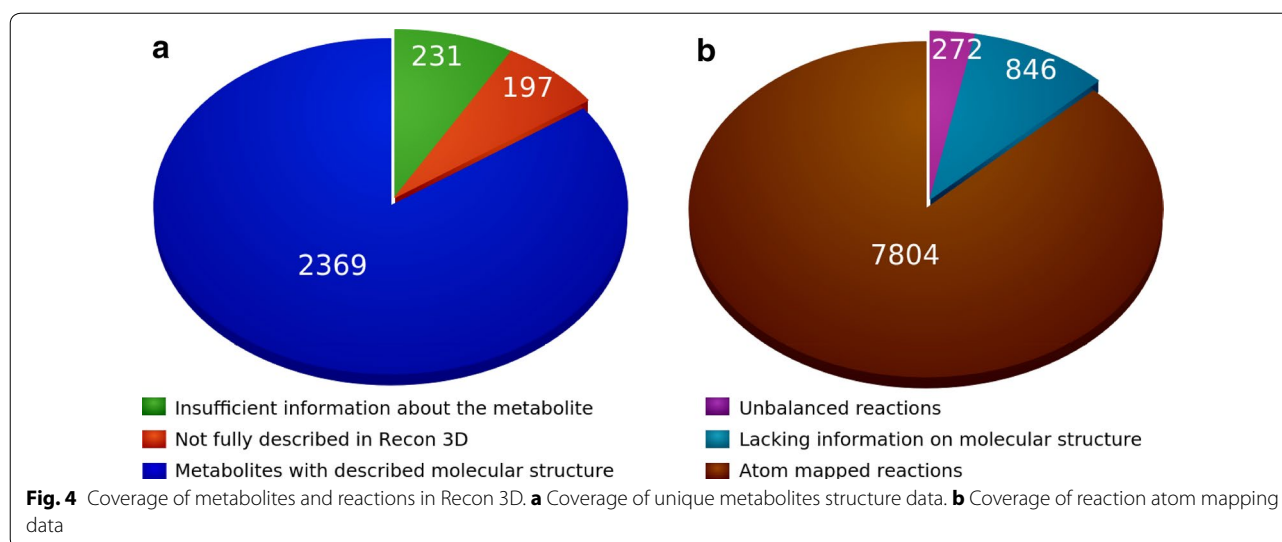 a
231
197
2369
Insufficient information about the metabolite
Not fully described in Recon 3D
Metabolites with described molecular structure
b
272
846
7804
Unbalanced reactions
Lacking information on molecular structure
Atom mapped reactions
Fig. 4 Coverage of metabolites and reactions in Recon 3D. a Coverage of unique metabolites structure data. b Coverage of reaction atom mapping
data